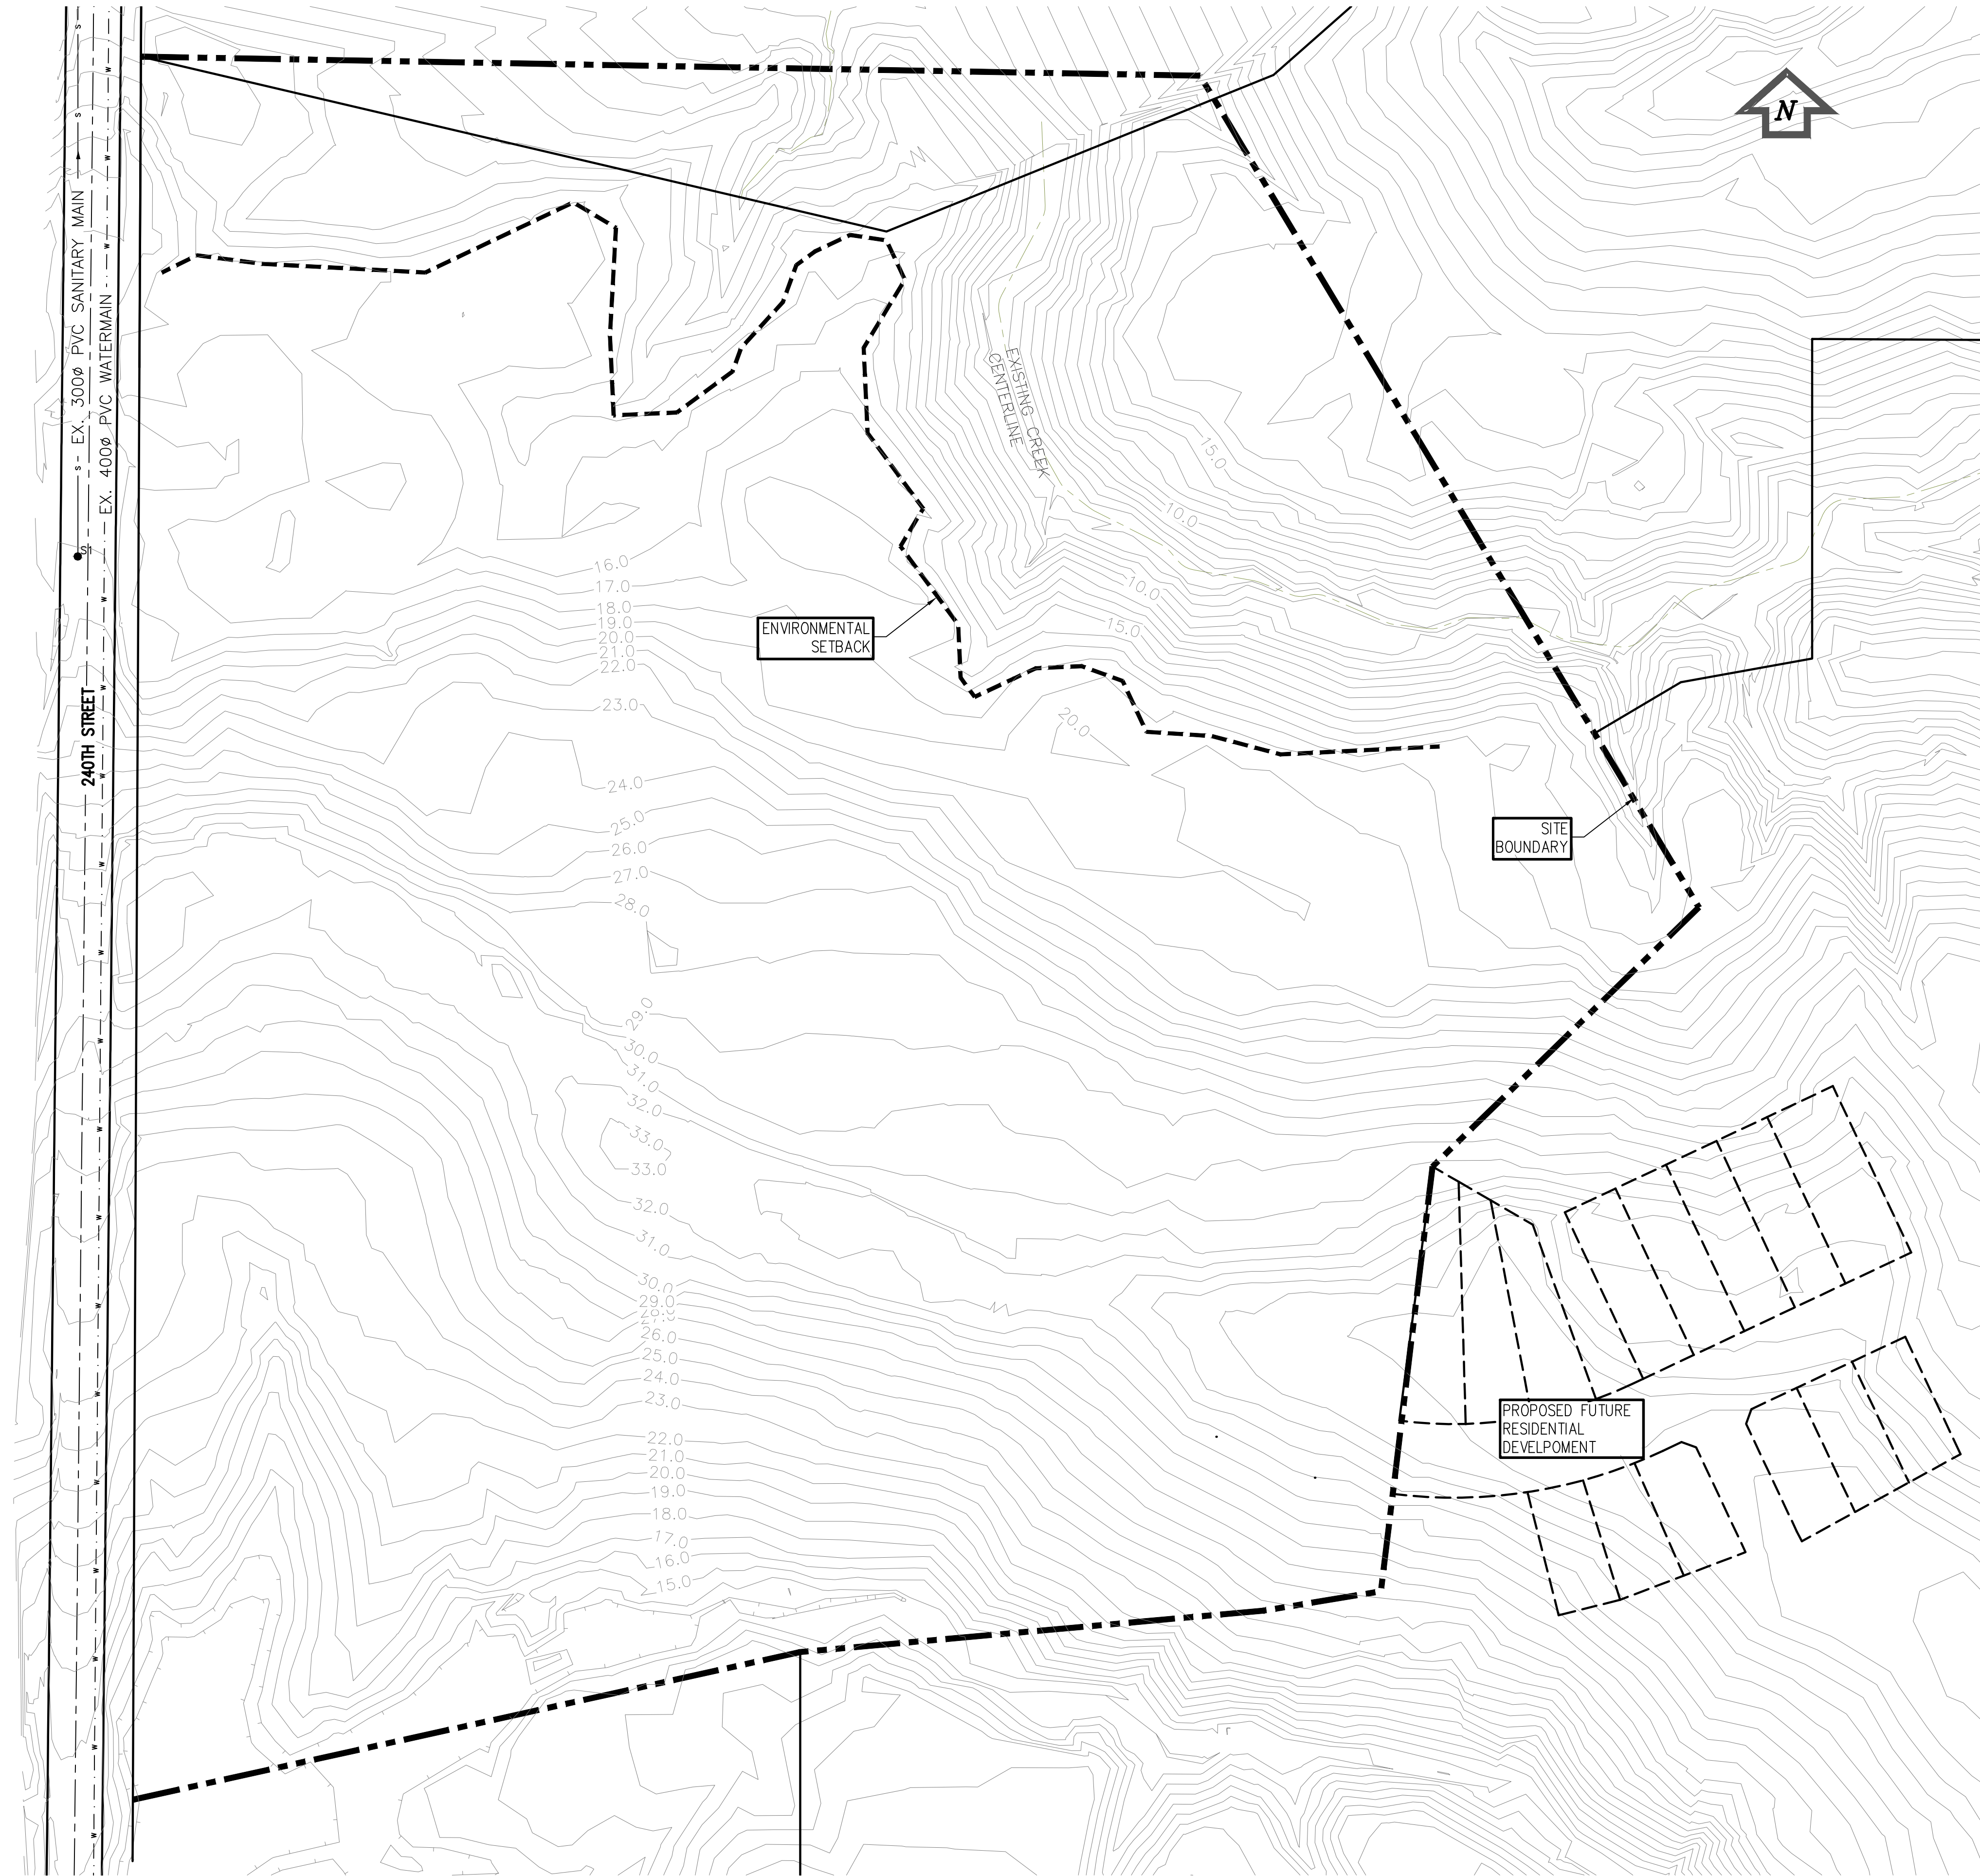 N
S
S
S
W
W
W
W
W
EX. 300ø PVC SANITARY MAIN
EX. 400ø PVC WATERMAIN
S1
240TH STREET
EXISTING CREEK
CENTERLINE
15.0
10.0
10.0
15.0
16.0
17.0
18.0
19.0
20.0
21.0
22.0
ENVIRONMENTAL
SETBACK
23.0
20.0
24.0
SITE
BOUNDARY
25.0
26.0
27.0
28.0
29.0
30.0
31.0
32.0
33.0
33.0
32.0
31.0
30.0
29.0
28.0
27.0
26.0
25.0
24.0
23.0
PROPOSED FUTURE
RESIDENTIAL
DEVELPOMENT
22.0
21.0
20.0
19.0
18.0
17.0
16.0
15.0
W
W
W
W
W
W
W
W
W
W
W
W
W
W